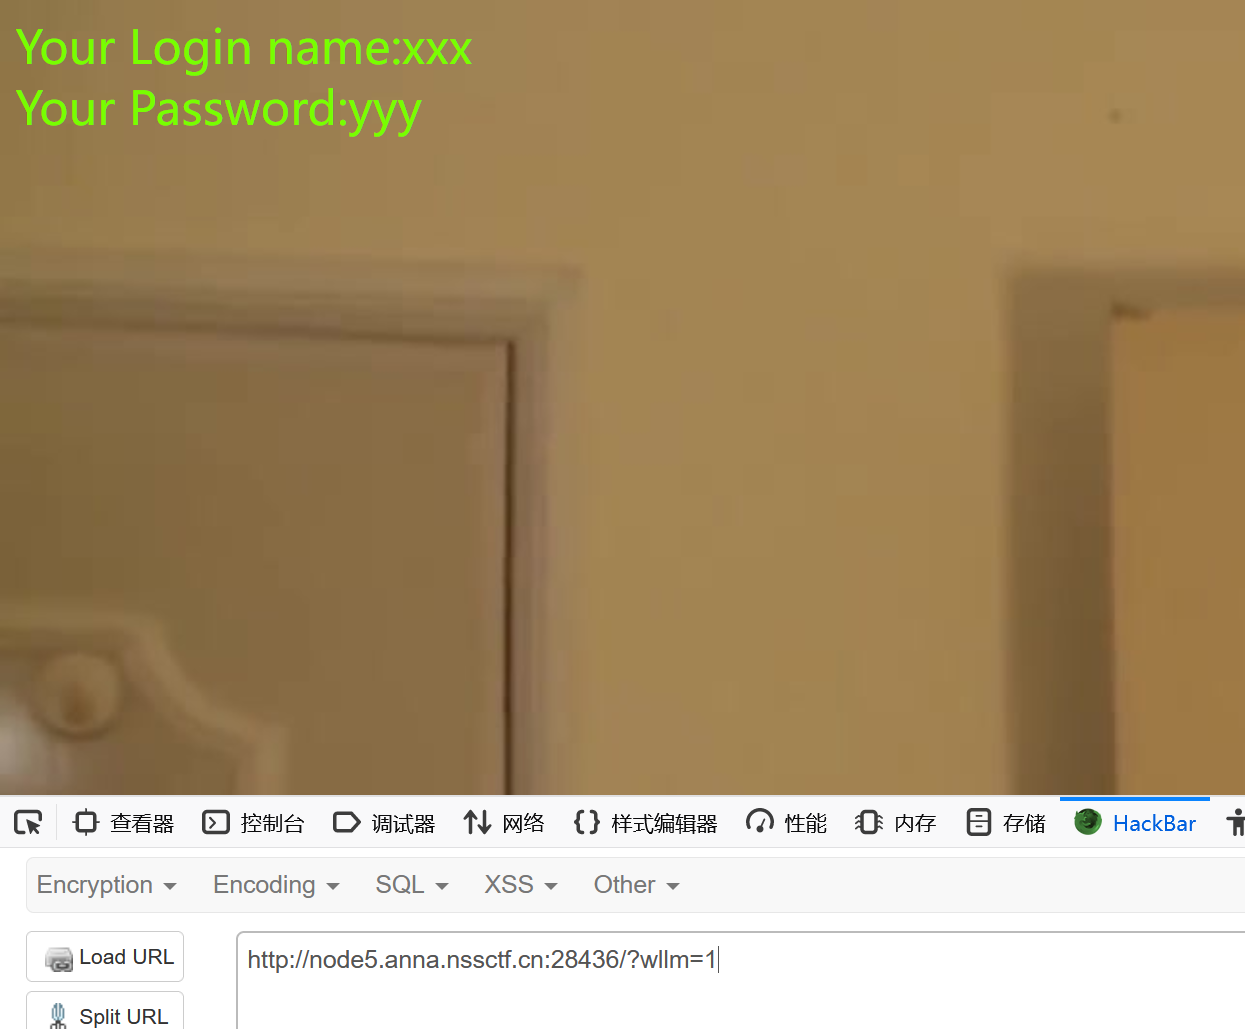 Your Login name:xxx
Your Password:yyy
查看器 控制台 调试器 网络 样式编辑器 性能 内存 存储 HackBar
Encryption Encoding SQL XSS Other
Load URL http://node5.anna.nssctf.cn:28436/?wllm=1
Split URL